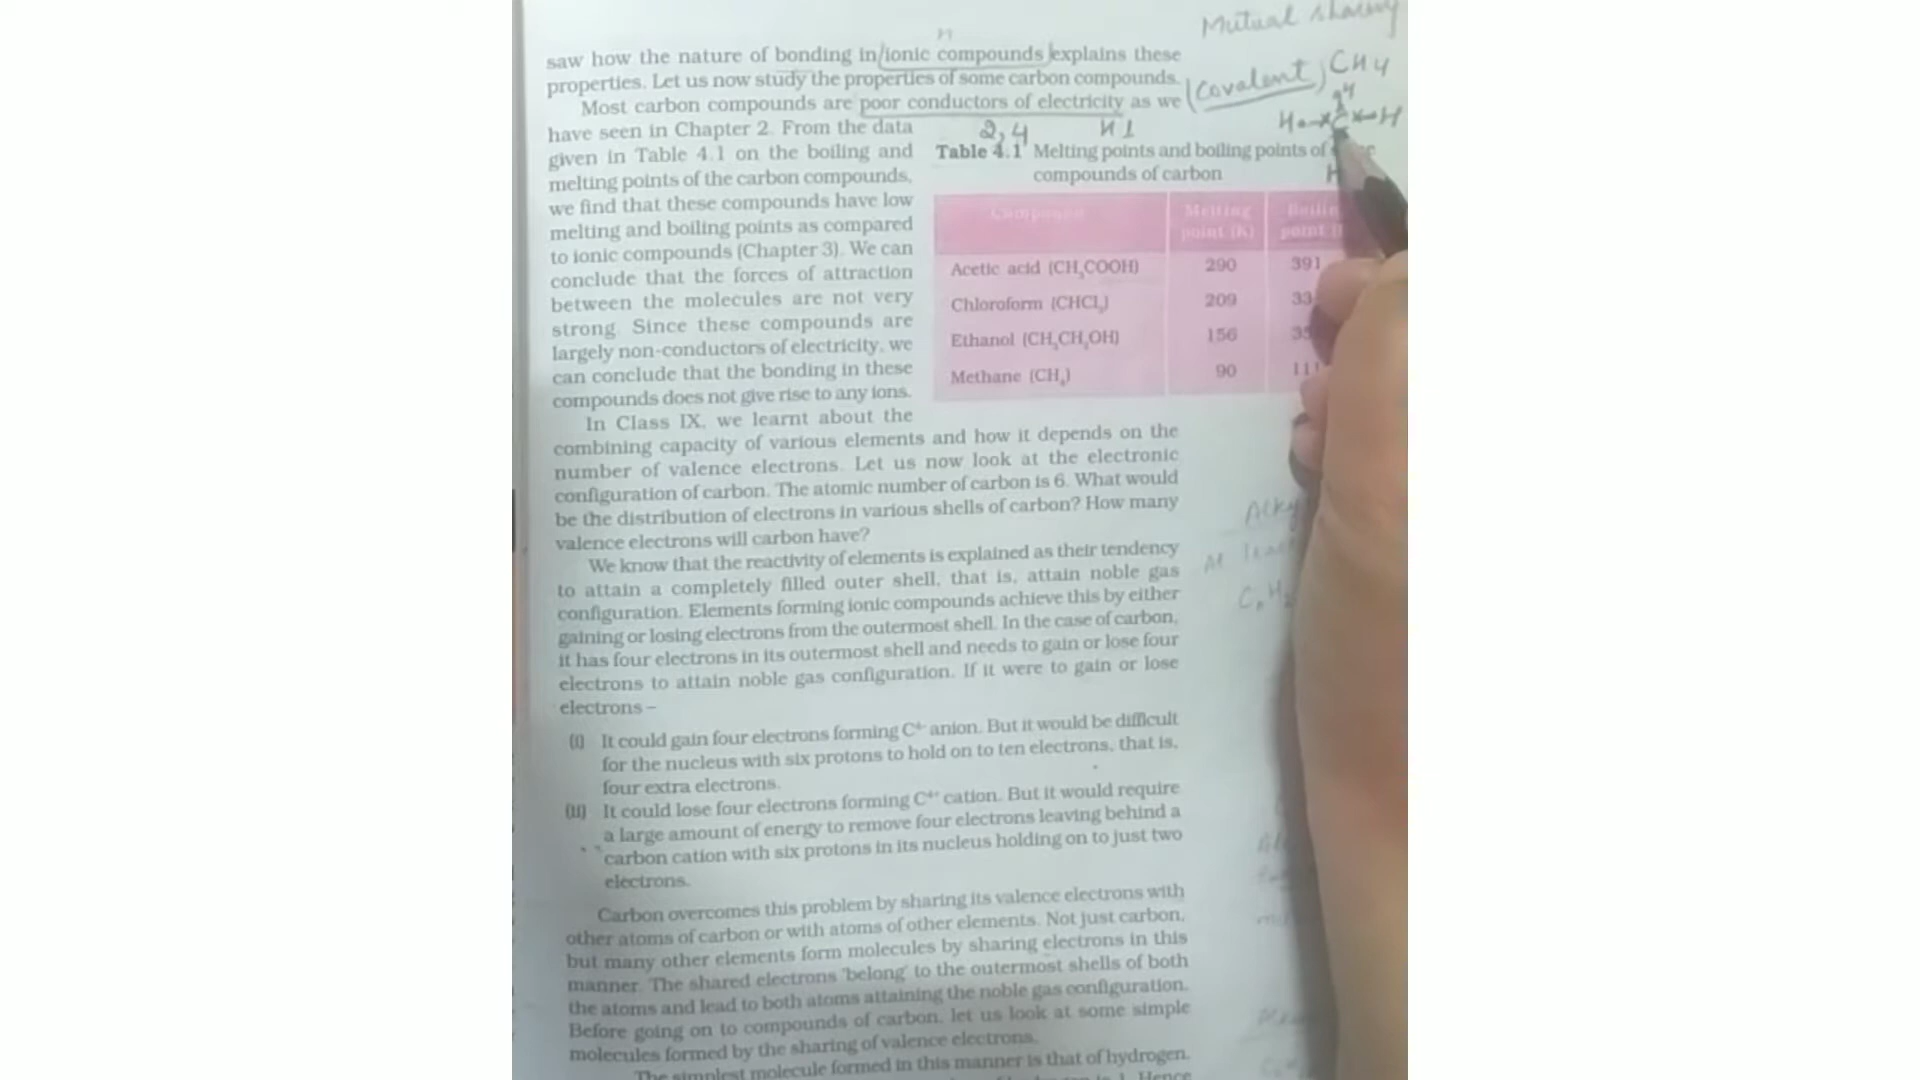 Mutual sharing
saw how the nature of bonding in ionic compounds explains these
properties. Let us now study the properties of some carbon compounds.
(Covalent) CH4
Most carbon compounds are poor conductors of electricity as we
have seen in Chapter 2. From the data
given in Table 4.1 on the boiling and
melting points of the carbon compounds,
we find that these compounds have low
melting and boiling points as compared
to ionic compounds (Chapter 3). We can
conclude that the forces of attraction
between the molecules are not very
strong. Since these compounds are
largely non-conductors of electricity, we
can conclude that the bonding in these
compounds does not give rise to any ions.
2,4 H 1
Table 4.1 Melting points and boiling points of
compounds of carbon
Compound Melting point (K)
Acetic acid (CH₃COOH) 290 391
Chloroform (CHCl₃) 209
Ethanol (CH₃CH₂OH) 156
Methane (CH₄) 90 111
In Class IX, we learnt about the
combining capacity of various elements and how it depends on the
number of valence electrons. Let us now look at the electronic
configuration of carbon. The atomic number of carbon is 6. What would
be the distribution of electrons in various shells of carbon? How many
valence electrons will carbon have?
We know that the reactivity of elements is explained as their tendency
to attain a completely filled outer shell, that is, attain noble gas
configuration. Elements forming ionic compounds achieve this by either
gaining or losing electrons from the outermost shell. In the case of carbon,
it has four electrons in its outermost shell and needs to gain or lose four
electrons to attain noble gas configuration. If it were to gain or lose
electrons –
(i) It could gain four electrons forming C⁴⁻ anion. But it would be difficult
for the nucleus with six protons to hold on to ten electrons, that is,
four extra electrons.
(ii) It could lose four electrons forming C⁴⁺ cation. But it would require
a large amount of energy to remove four electrons leaving behind a
carbon cation with six protons in its nucleus holding on to just two
electrons.
Carbon overcomes this problem by sharing its valence electrons with
other atoms of carbon or with atoms of other elements. Not just carbon,
but many other elements form molecules by sharing electrons in this
manner. The shared electrons 'belong' to the outermost shells of both
the atoms and lead to both atoms attaining the noble gas configuration.
Before going on to compounds of carbon, let us look at some simple
molecules formed by the sharing of valence electrons.
The simplest molecule formed in this manner is that of hydrogen.